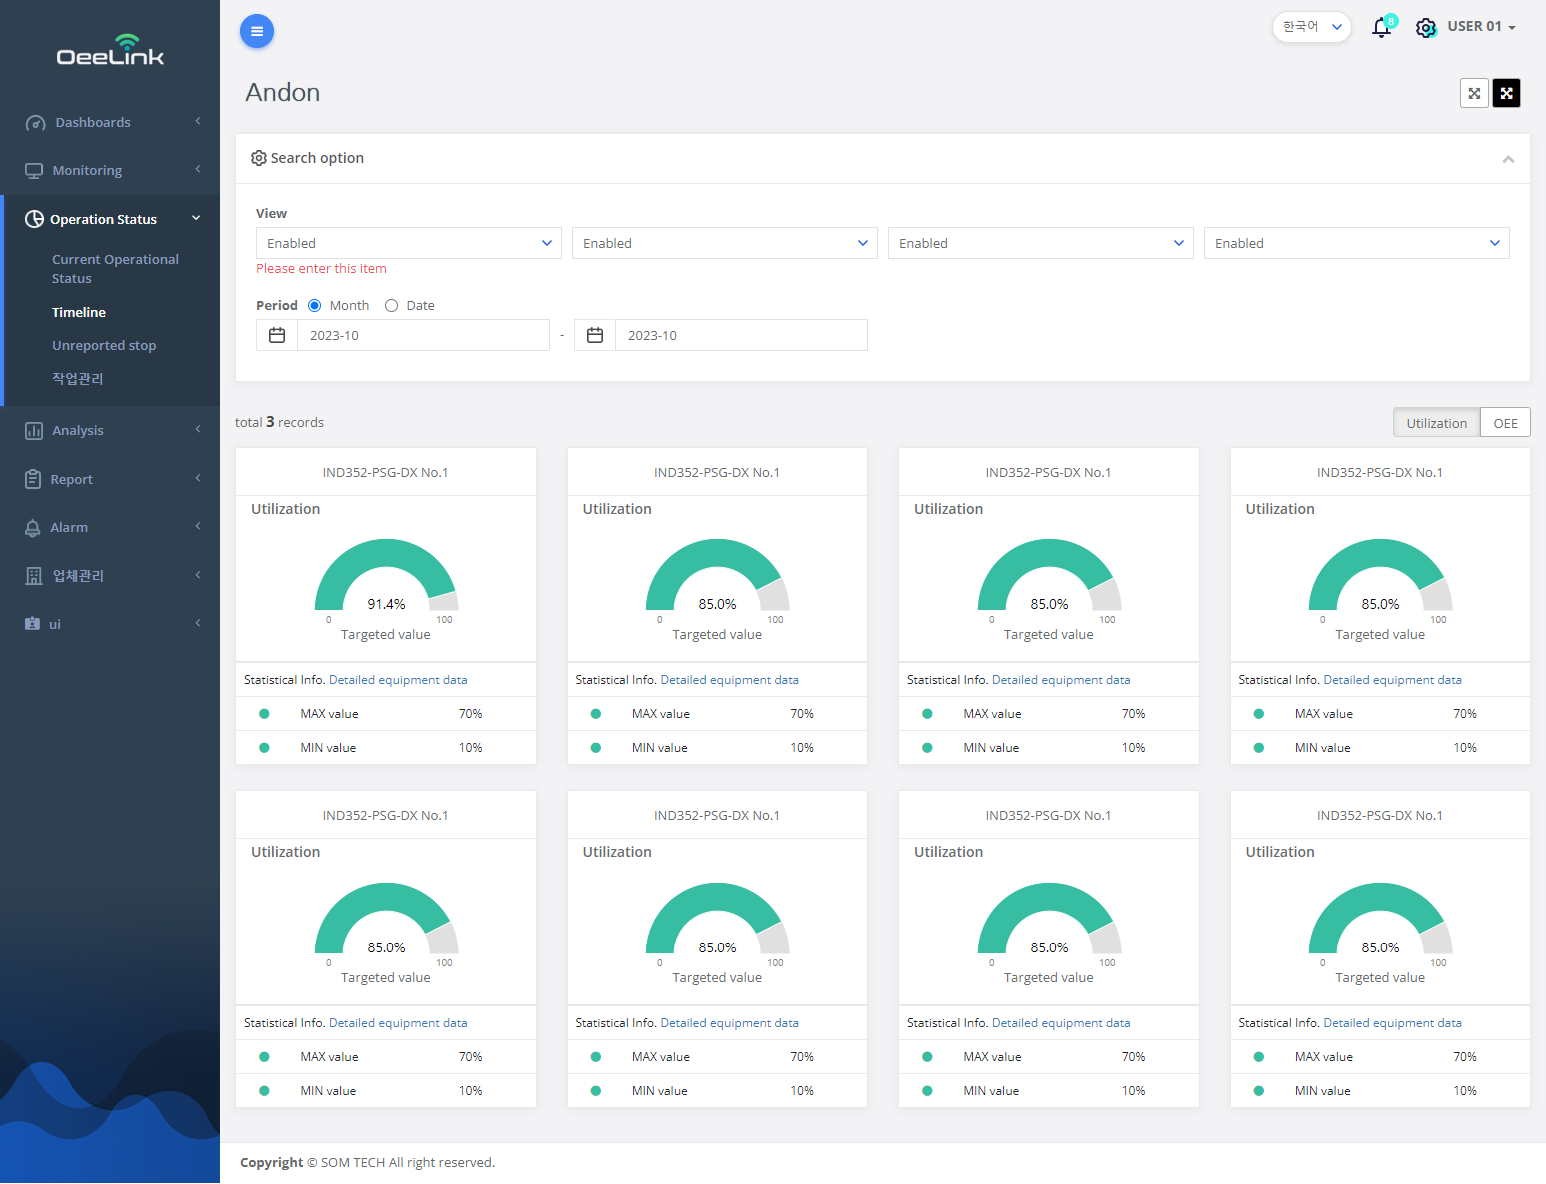 OeeLink
한국어
8
USER 01
Dashboards
Monitoring
Operation Status
Current Operational
Status
Timeline
Unreported stop
작업관리
Analysis
Report
Alarm
업체관리
ui
Andon
Search option
View
Enabled Enabled Enabled Enabled
Please enter this item
Period Month Date
2023-10 - 2023-10
total 3 records
Utilization OEE
IND352-PSG-DX No.1 IND352-PSG-DX No.1 IND352-PSG-DX No.1 IND352-PSG-DX No.1
Utilization Utilization Utilization Utilization
91.4% 85.0% 85.0% 85.0%
0 100 0 100 0 100 0 100
Targeted value Targeted value Targeted value Targeted value
Statistical Info. Detailed equipment data Statistical Info. Detailed equipment data Statistical Info. Detailed equipment data Statistical Info. Detailed equipment data
MAX value 70% MAX value 70% MAX value 70% MAX value 70%
MIN value 10% MIN value 10% MIN value 10% MIN value 10%
IND352-PSG-DX No.1 IND352-PSG-DX No.1 IND352-PSG-DX No.1 IND352-PSG-DX No.1
Utilization Utilization Utilization Utilization
85.0% 85.0% 85.0% 85.0%
0 100 0 100 0 100 0 100
Targeted value Targeted value Targeted value Targeted value
Statistical Info. Detailed equipment data Statistical Info. Detailed equipment data Statistical Info. Detailed equipment data Statistical Info. Detailed equipment data
MAX value 70% MAX value 70% MAX value 70% MAX value 70%
MIN value 10% MIN value 10% MIN value 10% MIN value 10%
Copyright © SOM TECH All right reserved.